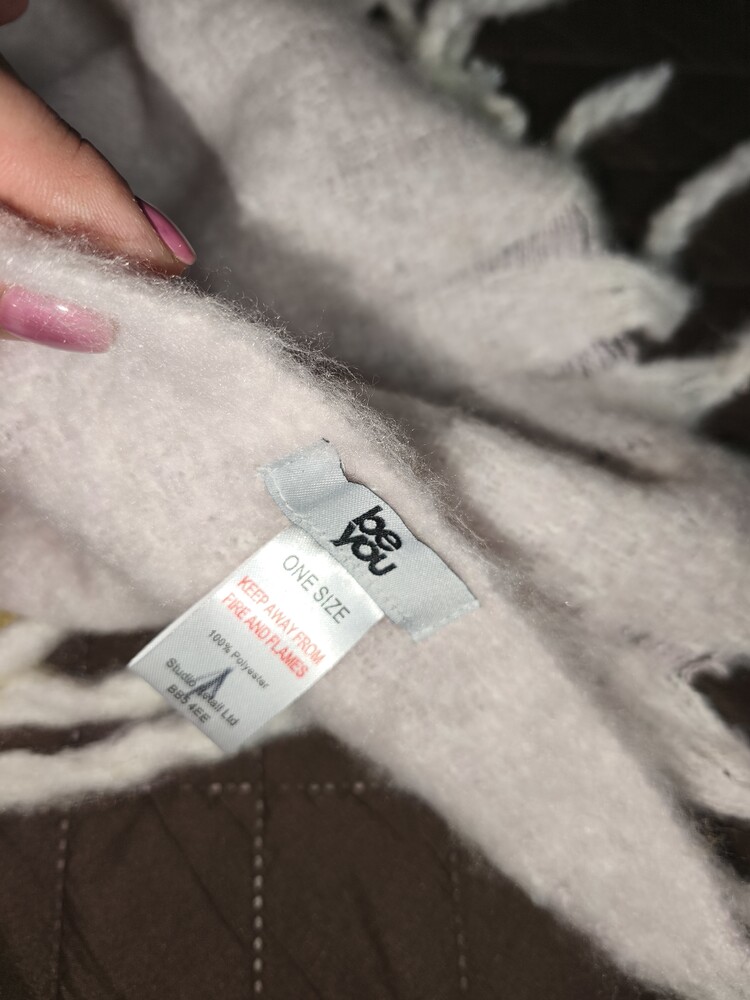 be
you
ONE SIZE
KEEP AWAY FROM
FIRE AND FLAMES
100% Polyester
Studio Retail Ltd
BB5 4EE